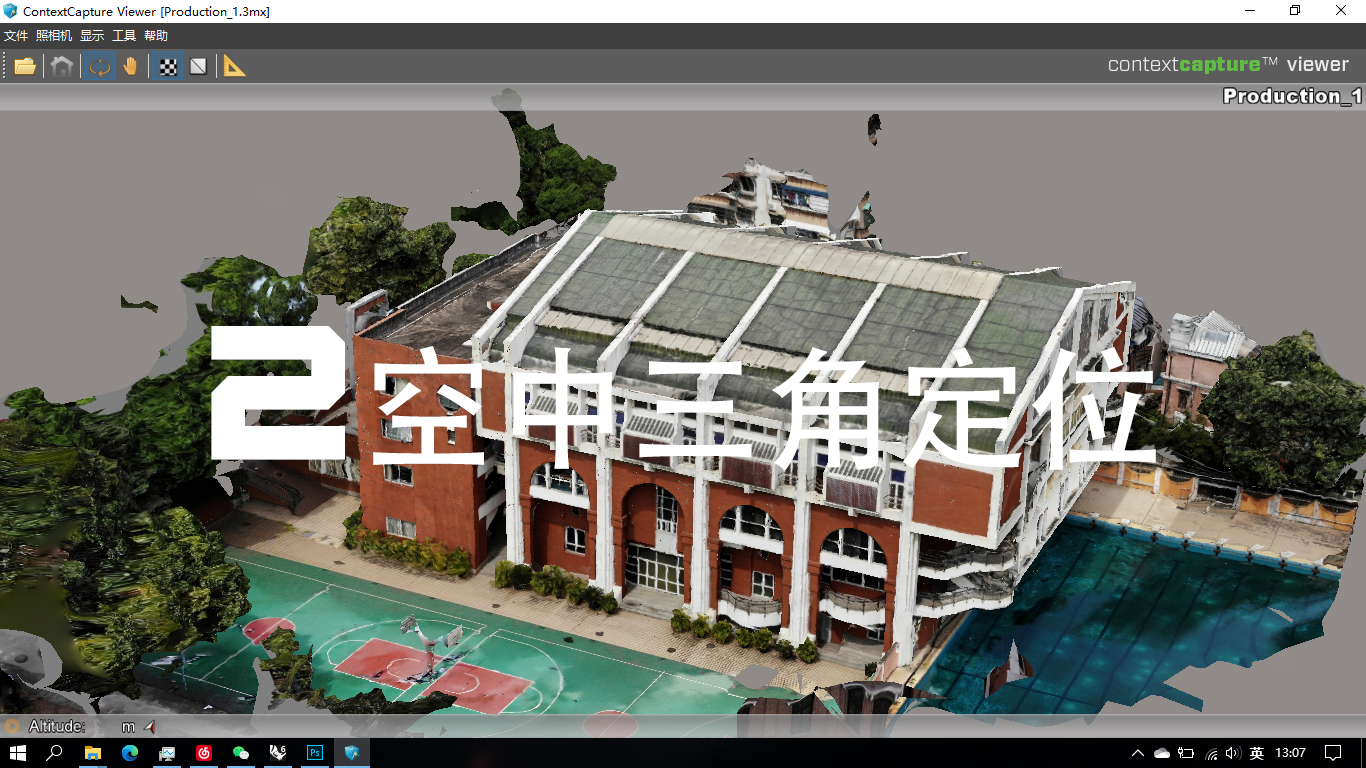 ContextCapture Viewer [Production_1.3mx]
文件 照相机 显示 工具 帮助
contextcapture™ viewer
Production_1
2空中三角定位
Altitude: m
Ps
英 13:07